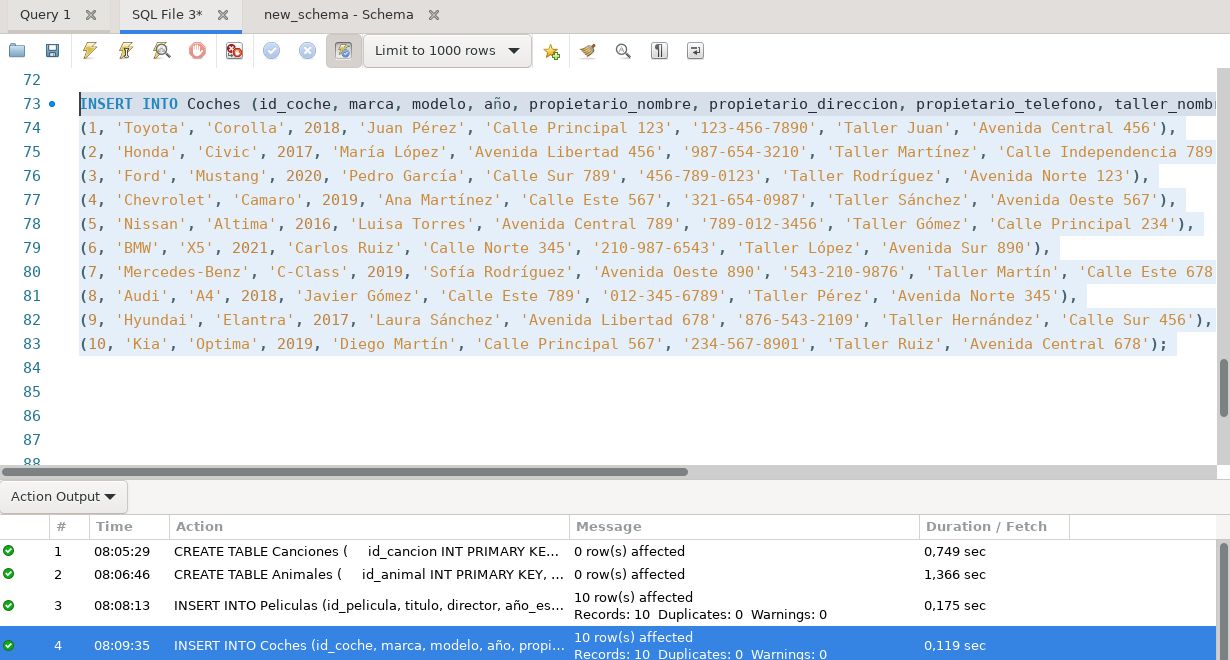 Query 1
SQL File 3*
new_schema - Schema
Limit to 1000 rows
72
73 INSERT INTO Coches (id_coche, marca, modelo, año, propietario_nombre, propietario_direccion, propietario_telefono, taller_nombr
74 (1, 'Toyota', 'Corolla', 2018, 'Juan Pérez', 'Calle Principal 123', '123-456-7890', 'Taller Juan', 'Avenida Central 456'),
75 (2, 'Honda', 'Civic', 2017, 'María López', 'Avenida Libertad 456', '987-654-3210', 'Taller Martínez', 'Calle Independencia 789
76 (3, 'Ford', 'Mustang', 2020, 'Pedro García', 'Calle Sur 789', '456-789-0123', 'Taller Rodríguez', 'Avenida Norte 123'),
77 (4, 'Chevrolet', 'Camaro', 2019, 'Ana Martínez', 'Calle Este 567', '321-654-0987', 'Taller Sánchez', 'Avenida Oeste 567'),
78 (5, 'Nissan', 'Altima', 2016, 'Luisa Torres', 'Avenida Central 789', '789-012-3456', 'Taller Gómez', 'Calle Principal 234'),
79 (6, 'BMW', 'X5', 2021, 'Carlos Ruiz', 'Calle Norte 345', '210-987-6543', 'Taller López', 'Avenida Sur 890'),
80 (7, 'Mercedes-Benz', 'C-Class', 2019, 'Sofía Rodríguez', 'Avenida Oeste 890', '543-210-9876', 'Taller Martín', 'Calle Este 678
81 (8, 'Audi', 'A4', 2018, 'Javier Gómez', 'Calle Este 789', '012-345-6789', 'Taller Pérez', 'Avenida Norte 345'),
82 (9, 'Hyundai', 'Elantra', 2017, 'Laura Sánchez', 'Avenida Libertad 678', '876-543-2109', 'Taller Hernández', 'Calle Sur 456'),
83 (10, 'Kia', 'Optima', 2019, 'Diego Martín', 'Calle Principal 567', '234-567-8901', 'Taller Ruiz', 'Avenida Central 678');
84
85
86
87
88
Action Output
# Time Action Message Duration / Fetch
1 08:05:29 CREATE TABLE Canciones ( id_cancion INT PRIMARY KE... 0 row(s) affected 0,749 sec
2 08:06:46 CREATE TABLE Animales ( id_animal INT PRIMARY KEY, ... 0 row(s) affected 1,366 sec
3 08:08:13 INSERT INTO Peliculas (id_pelicula, titulo, director, año_es... 10 row(s) affected 0,175 sec
Records: 10 Duplicates: 0 Warnings: 0
4 08:09:35 INSERT INTO Coches (id_coche, marca, modelo, año, propi... 10 row(s) affected 0,119 sec
Records: 10 Duplicates: 0 Warnings: 0